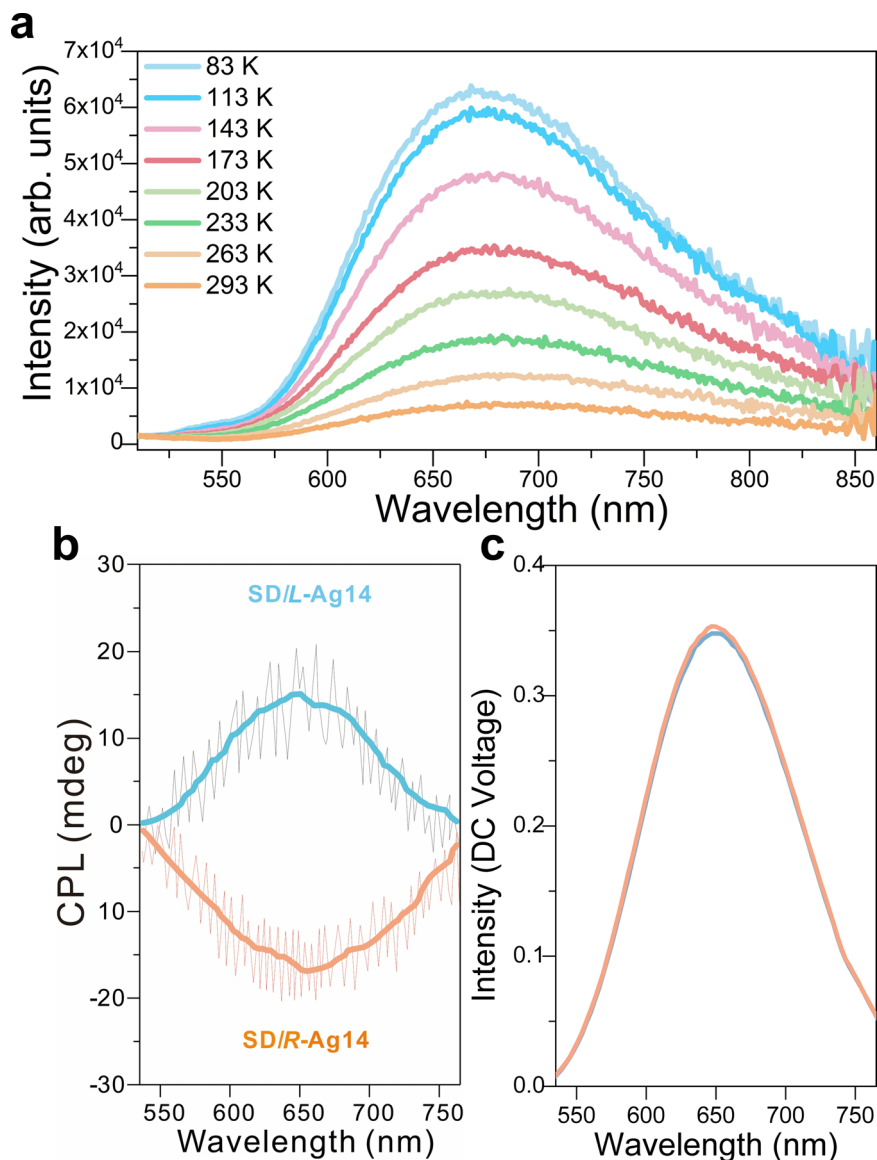 a
Intensity (arb. units)
7x10⁴
6x10⁴
5x10⁴
4x10⁴
3x10⁴
2x10⁴
1x10⁴
0
83 K
113 K
143 K
173 K
203 K
233 K
263 K
293 K
550 600 650 700 750 800 850
Wavelength (nm)
b
CPL (mdeg)
30
20
10
0
10
-20
-30
SD/L-Ag14
SD/R-Ag14
550 600 650 700 750
Wavelength (nm)
c
Intensity (DC Voltage)
0.4
0.3
0.2
0.1
0.0
550 600 650 700 750
Wavelength (nm)